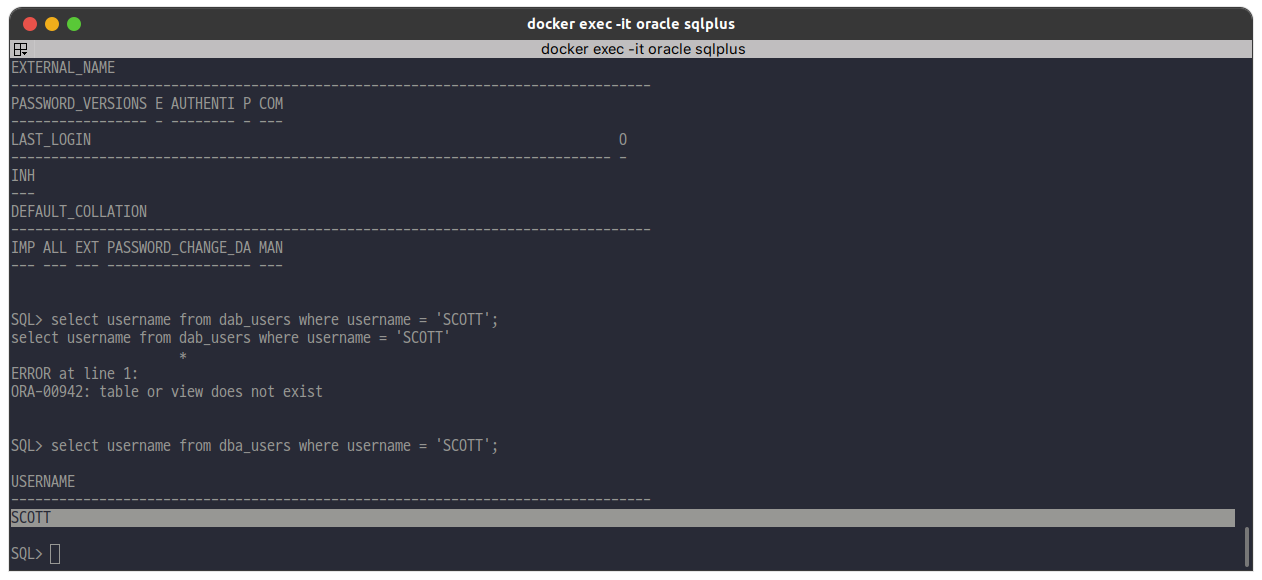 docker exec -it oracle sqlplus
docker exec -it oracle sqlplus
EXTERNAL_NAME
--------------------------------------------------------------------------------
PASSWORD_VERSIONS E AUTHENTI P COM
----------------- - -------- - ---
LAST_LOGIN                                                                  O
--------------------------------------------------------------------------- -
INH
---
DEFAULT_COLLATION
--------------------------------------------------------------------------------
IMP ALL EXT PASSWORD_CHANGE_DA MAN
--- --- --- ------------------ ---
SQL> select username from dab_users where username = 'SCOTT';
select username from dab_users where username = 'SCOTT'
                     *
ERROR at line 1:
ORA-00942: table or view does not exist
SQL> select username from dba_users where username = 'SCOTT';
USERNAME
--------------------------------------------------------------------------------
SCOTT
SQL>